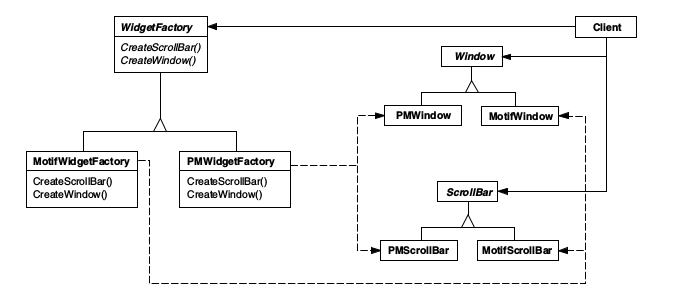 WidgetFactory
Client
CreateScrollBar()
CreateWindow()
Window
PMWindow
MotifWindow
MotifWidgetFactory
PMWidgetFactory
CreateScrollBar()
CreateWindow()
CreateScrollBar()
CreateWindow()
ScrollBar
PMScrollBar
MotifScrollBar